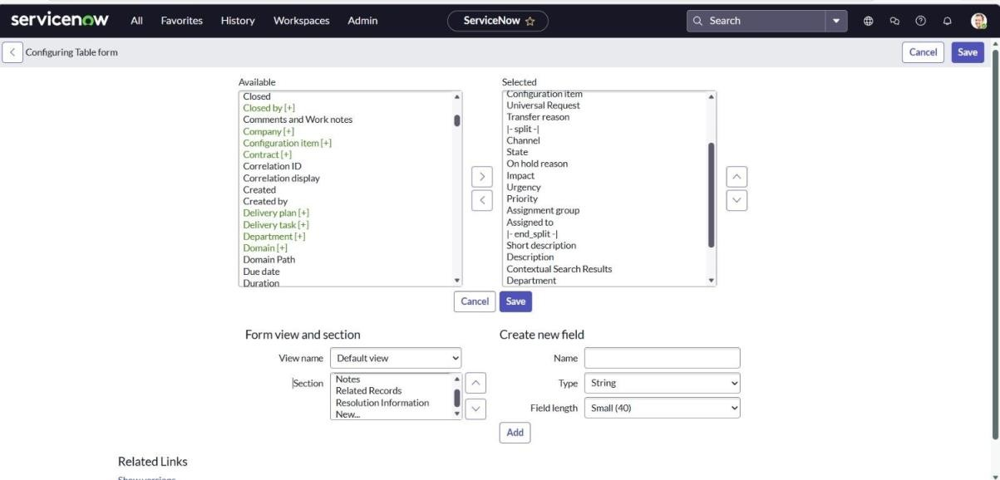 servicenow All Favorites History Workspaces Admin ServiceNow Search
Configuring Table form Cancel Save
Available
Closed
Closed by [+]
Comments and Work notes
Company [+]
Configuration item [+]
Contract [+]
Correlation ID
Correlation display
Created
Created by
Delivery plan [+]
Delivery task [+]
Department [+]
Domain [+]
Domain Path
Due date
Duration
Selected
Configuration item
Universal Request
Transfer reason
|- split -|
Channel
State
On hold reason
Impact
Urgency
Priority
Assignment group
Assigned to
|- end_split -|
Short description
Description
Contextual Search Results
Department
Cancel Save
Form view and section
View name Default view
Section
Notes
Related Records
Resolution Information
New...
Create new field
Name
Type String
Field length Small (40)
Add
Related Links
Show versions